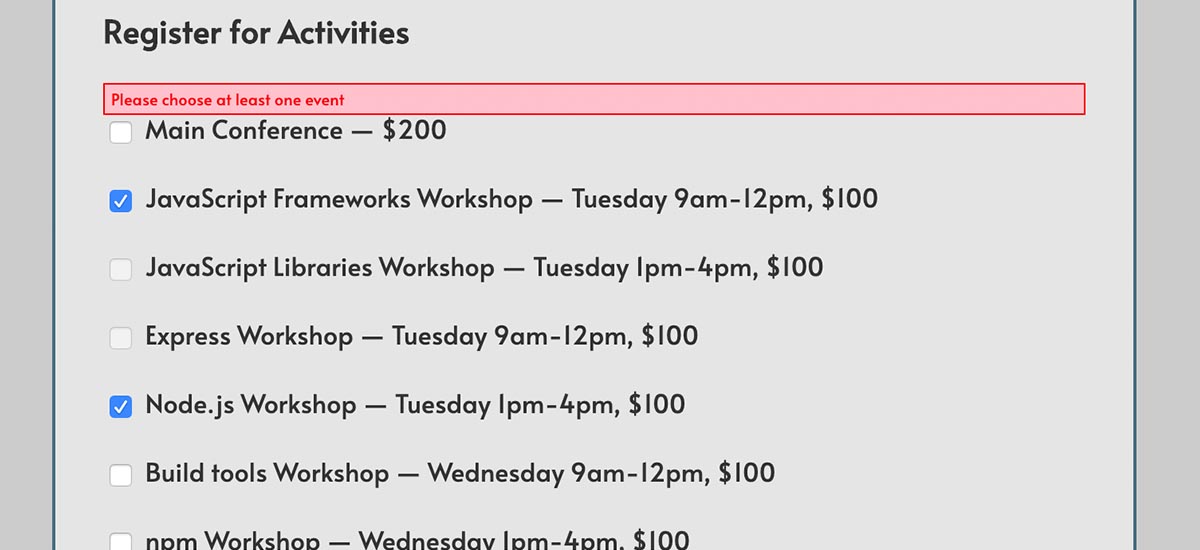 Register for Activities
Please choose at least one event
Main Conference — $200
JavaScript Frameworks Workshop — Tuesday 9am-12pm, $100
JavaScript Libraries Workshop — Tuesday 1pm-4pm, $100
Express Workshop — Tuesday 9am-12pm, $100
Node.js Workshop — Tuesday 1pm-4pm, $100
Build tools Workshop — Wednesday 9am-12pm, $100
npm Workshop — Wednesday 1pm-4pm, $100